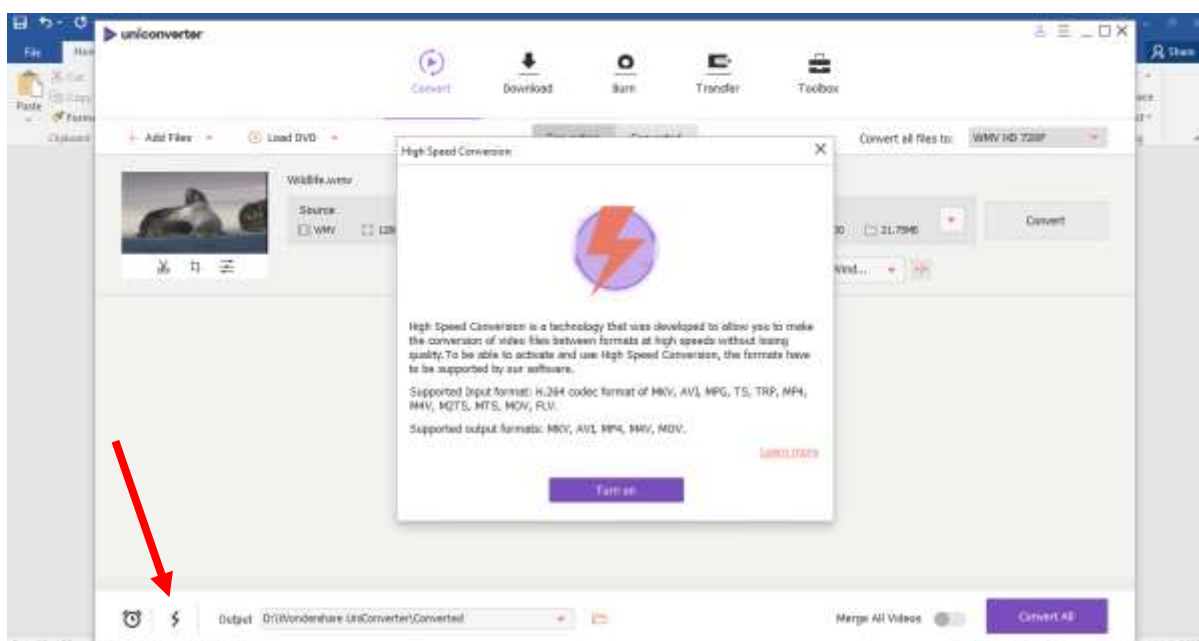 File
Share
Cut
Copy
Paste
Clipboard
uniconverter
Convert
Download
Burn
Transfer
Toolbox
Add Files
Load DVD
Convert all files to:
WMV HD 720P
Wildlife.wmv
Source
WMV
21.79MB
Convert
Wind...
High Speed Conversion
High Speed Conversion is a technology that was developed to allow you to make
the conversion of video files between formats at high speeds without losing
quality.To be able to activate and use High Speed Conversion, the formats have
to be supported by our software.
Supported Input format: H.264 codec format of MKV, AVI, MPG, TS, TRP, MP4,
M4V, M2TS, MTS, MOV, FLV.
Supported output formats: MKV, AVI, MP4, M4V, MOV.
Learn more
Turn on
Output D:\Wondershare UniConverter\Converted
Merge All Videos
Convert All